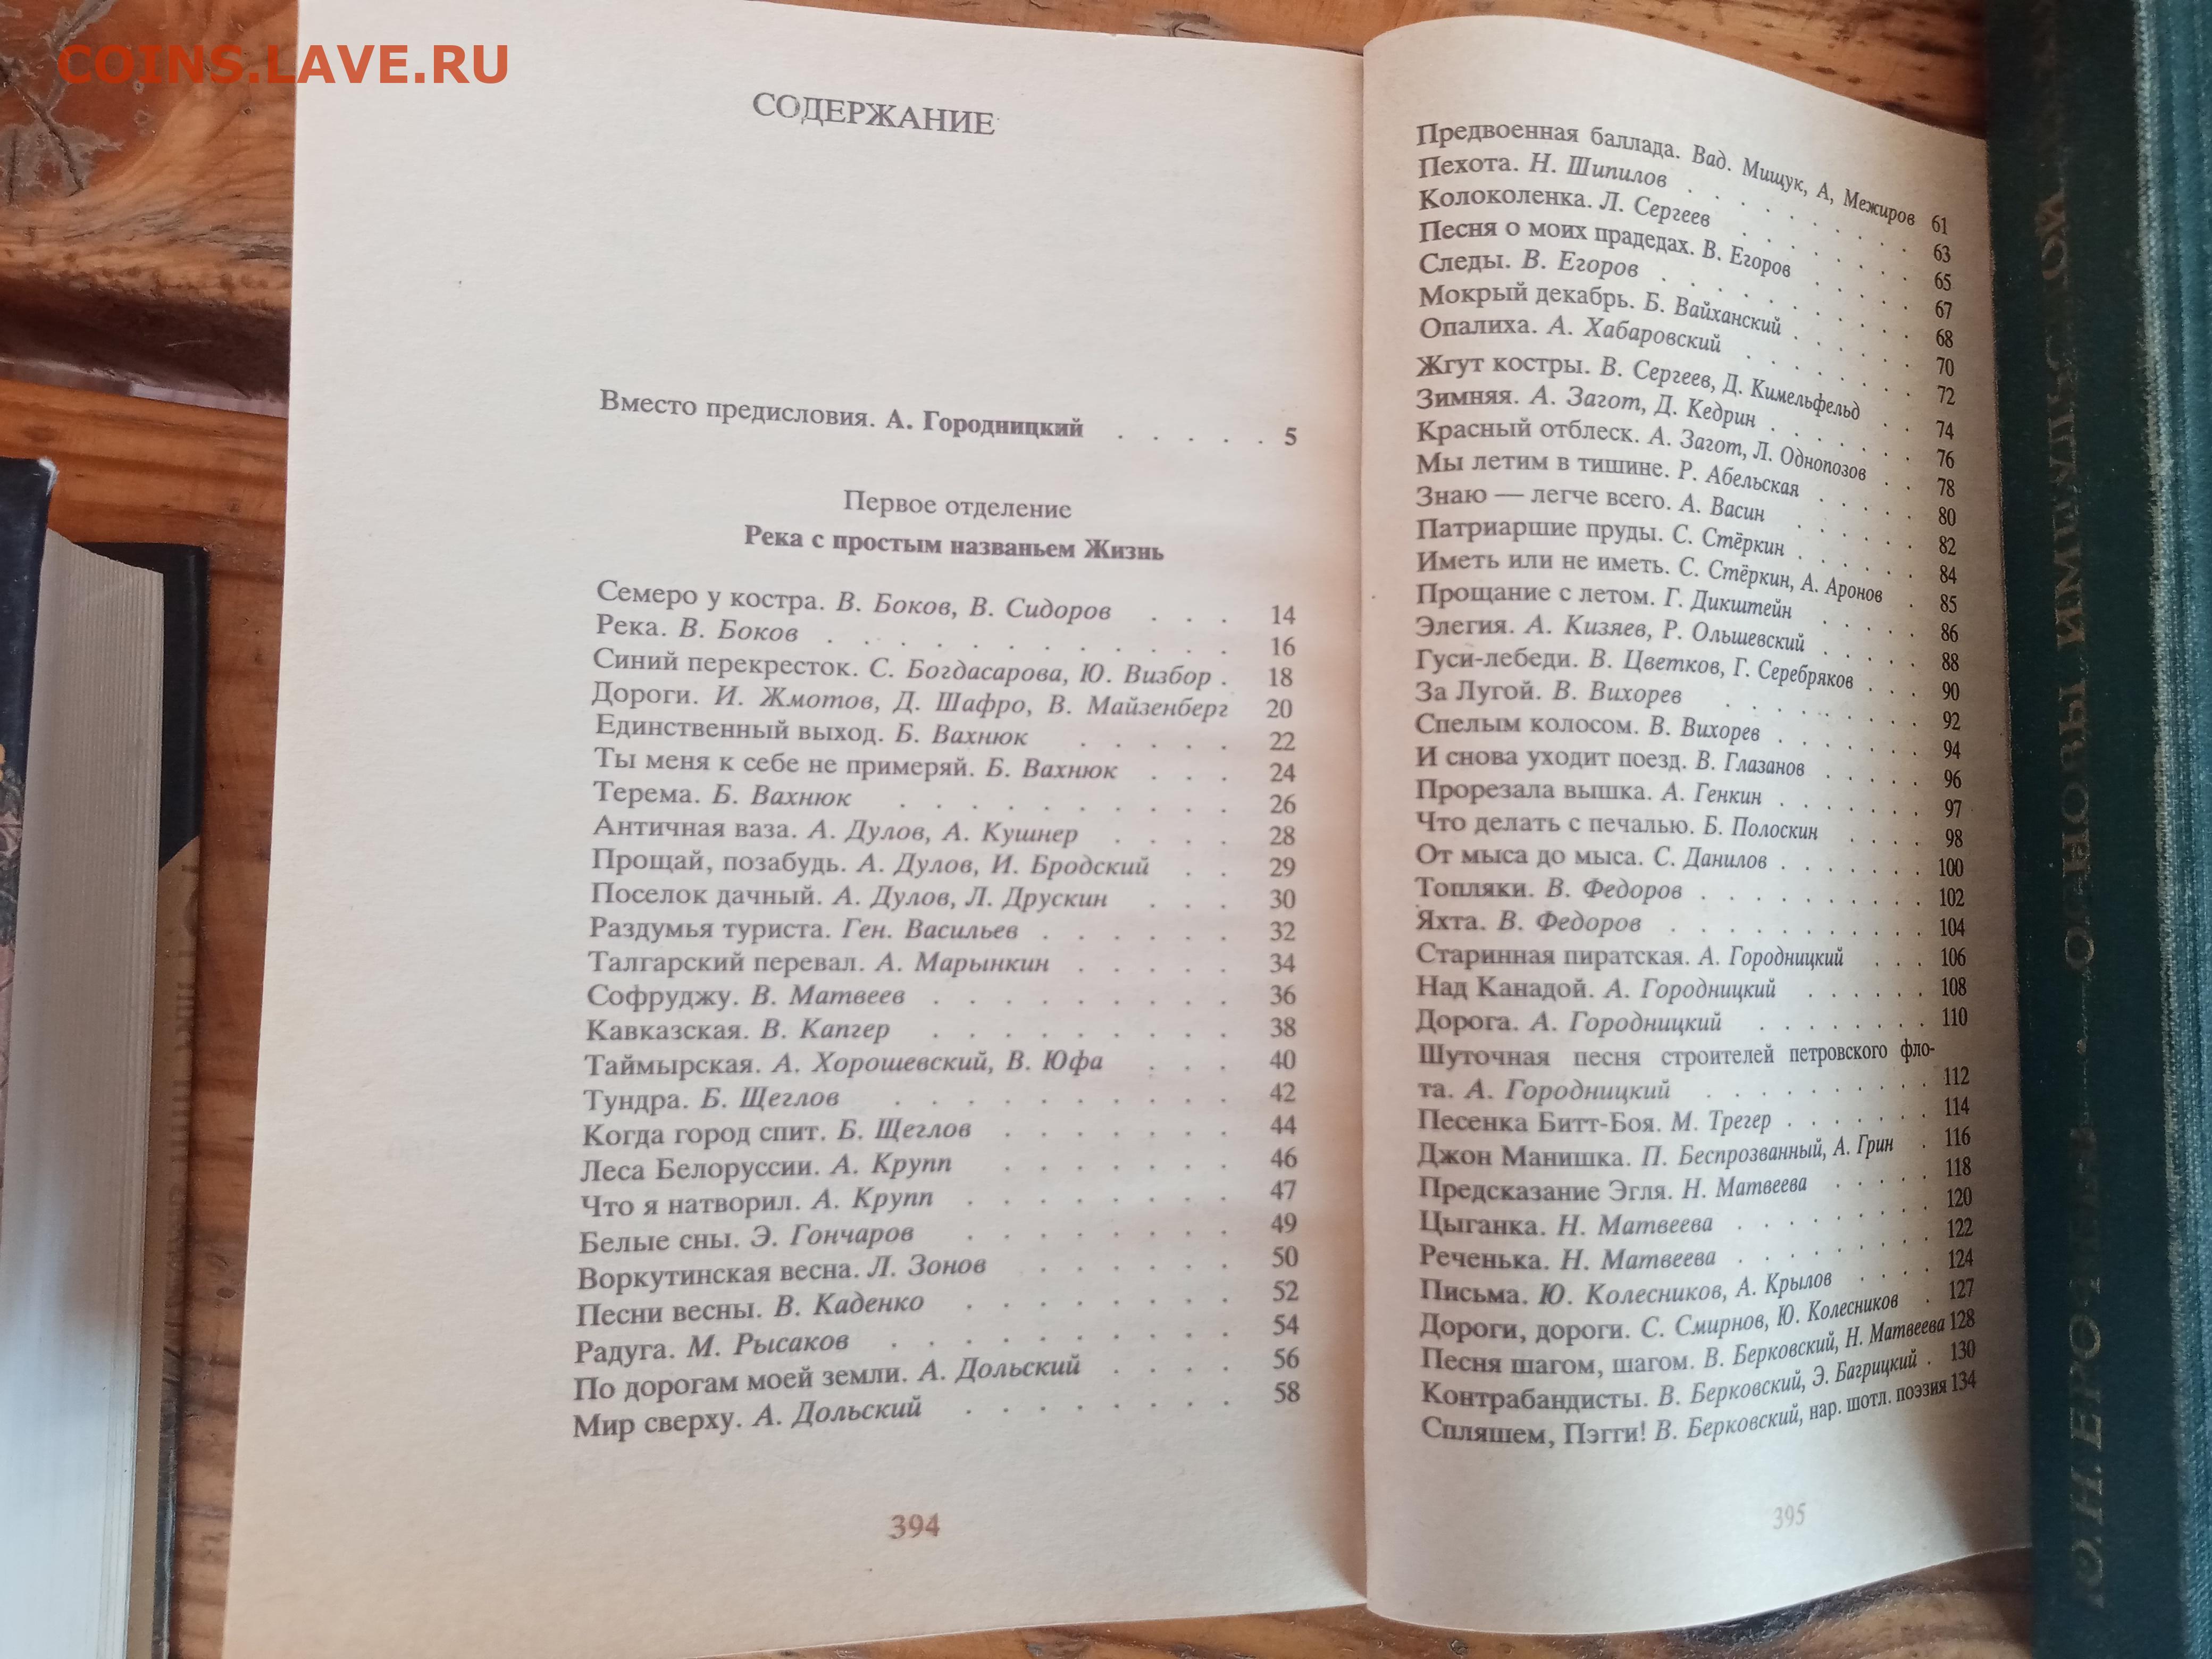 COINS.LAVE.RU
СОДЕРЖАНИЕ
Вместо предисловия. А. Городницкий . . . . . 5
Первое отделение
Река с простым названьем Жизнь
Семеро у костра. В. Боков, В. Сидоров . . . 14
Река. В. Боков . . . . . . . . . . . . 16
Синий перекресток. С. Богдасарова, Ю. Визбор . 18
Дороги. И. Жмотов, Д. Шафро, В. Майзенберг 20
Единственный выход. Б. Вахнюк . . . . . 22
Ты меня к себе не примеряй. Б. Вахнюк . . . 24
Терема. Б. Вахнюк . . . . . . . . . . 26
Античная ваза. А. Дулов, А. Кушнер . . . . 28
Прощай, позабудь. А. Дулов, И. Бродский . . 29
Поселок дачный. А. Дулов, Л. Друскин . . . 30
Раздумья туриста. Ген. Васильев . . . . . . 32
Талгарский перевал. А. Марынкин . . . . . 34
Софруджу. В. Матвеев . . . . . . . . . 36
Кавказская. В. Капгер . . . . . . . . . 38
Таймырская. А. Хорошевский, В. Юфа . . . 40
Тундра. Б. Щеглов . . . . . . . . . . 42
Когда город спит. Б. Щеглов . . . . . . . 44
Леса Белоруссии. А. Крупп . . . . . . . 46
Что я натворил. А. Крупп . . . . . . . . 47
Белые сны. Э. Гончаров . . . . . . . . 49
Воркутинская весна. Л. Зонов . . . . . . 50
Песни весны. В. Каденко . . . . . . . . 52
Радуга. М. Рысаков . . . . . . . . . . 54
По дорогам моей земли. А. Дольский . . . . 56
Мир сверху. А. Дольский . . . . . . . . 58
394
Предвоенная баллада. Вад. Мищук, А, Межиров 61
Пехота. Н. Шипилов . . . . . . . . . 63
Колоколенка. Л. Сергеев . . . . . . . 65
Песня о моих прадедах. В. Егоров . . . . . 67
Следы. В. Егоров . . . . . . . . . . 68
Мокрый декабрь. Б. Вайханский . . . . . . 70
Опалиха. А. Хабаровский . . . . . . . 72
Жгут костры. В. Сергеев, Д. Кимельфельд . . 74
Зимняя. А. Загот, Д. Кедрин . . . . . . . 76
Красный отблеск. А. Загот, Л. Однопозов . . 78
Мы летим в тишине. Р. Абельская . . . . . 80
Знаю — легче всего. А. Васин . . . . . . 82
Патриаршие пруды. С. Стёркин . . . . . . 84
Иметь или не иметь. С. Стёркин, А. Аронов . 85
Прощание с летом. Г. Дикштейн . . . . . 86
Элегия. А. Кизяев, Р. Ольшевский . . . . . 88
Гуси-лебеди. В. Цветков, Г. Серебряков . . . 90
За Лугой. В. Вихорев . . . . . . . . . 92
Спелым колосом. В. Вихорев . . . . . . . 94
И снова уходит поезд. В. Глазанов . . . . . 96
Прорезала вышка. А. Генкин . . . . . . . 97
Что делать с печалью. Б. Полоскин . . . . 98
От мыса до мыса. С. Данилов . . . . . . . 100
Топляки. В. Федоров . . . . . . . . . . 102
Яхта. В. Федоров . . . . . . . . . . . 104
Старинная пиратская. А. Городницкий . . . 106
Над Канадой. А. Городницкий . . . . . . 108
Дорога. А. Городницкий . . . . . . . . 110
Шуточная песня строителей петровского фло-
та. А. Городницкий . . . . . . . . . 112
Песенка Битт-Боя. М. Трегер . . . . . . . 114
Джон Манишка. П. Беспрозванный, А. Грин . 116
Предсказание Эгля. Н. Матвеева . . . . . 118
Цыганка. Н. Матвеева . . . . . . . . . 120
Реченька. Н. Матвеева . . . . . . . . . 122
Письма. Ю. Колесников, А. Крылов . . . . 124
Дороги, дороги. С. Смирнов, Ю. Колесников . 127
Песня шагом, шагом. В. Берковский, Н. Матвеева 128
Контрабандисты. В. Берковский, Э. Багрицкий . 130
Спляшем, Пэгги! В. Берковский, нар. шотл. поэзия 134
395
Ю. Н. ЕРОФЕЕВ
ОСНОВЫ ИМПУЛЬСНОЙ